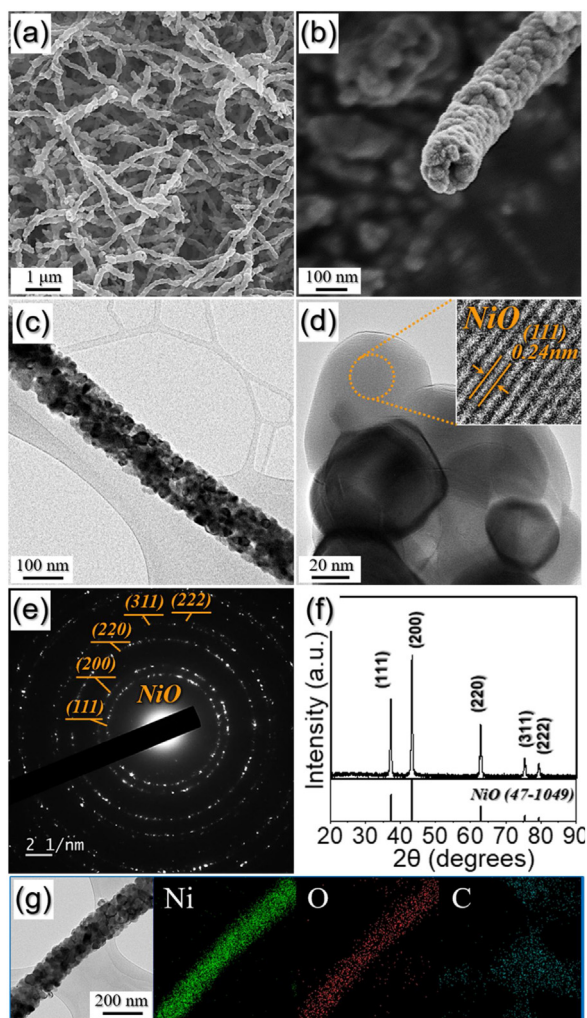 (a)
1 μm
(b)
100 nm
(c)
100 nm
(d)
NiO
(111)
0.24nm
20 nm
(e)
(311)
(222)
(220)
(200)
(111)
NiO
2 1/nm
(f)
Intensity (a.u.)
(111)
(200)
(220)
(311)
(222)
NiO (47-1049)
20 30 40 50 60 70 80 90
2θ (degrees)
(g)
200 nm
Ni
O
C